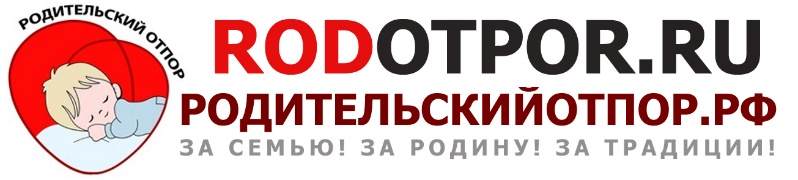 РОДИТЕЛЬСКИЙ ОТПОР
RODOTPOR.RU
РОДИТЕЛЬСКИЙОТПОР.РФ
ЗА СЕМЬЮ! ЗА РОДИНУ! ЗА ТРАДИЦИИ!